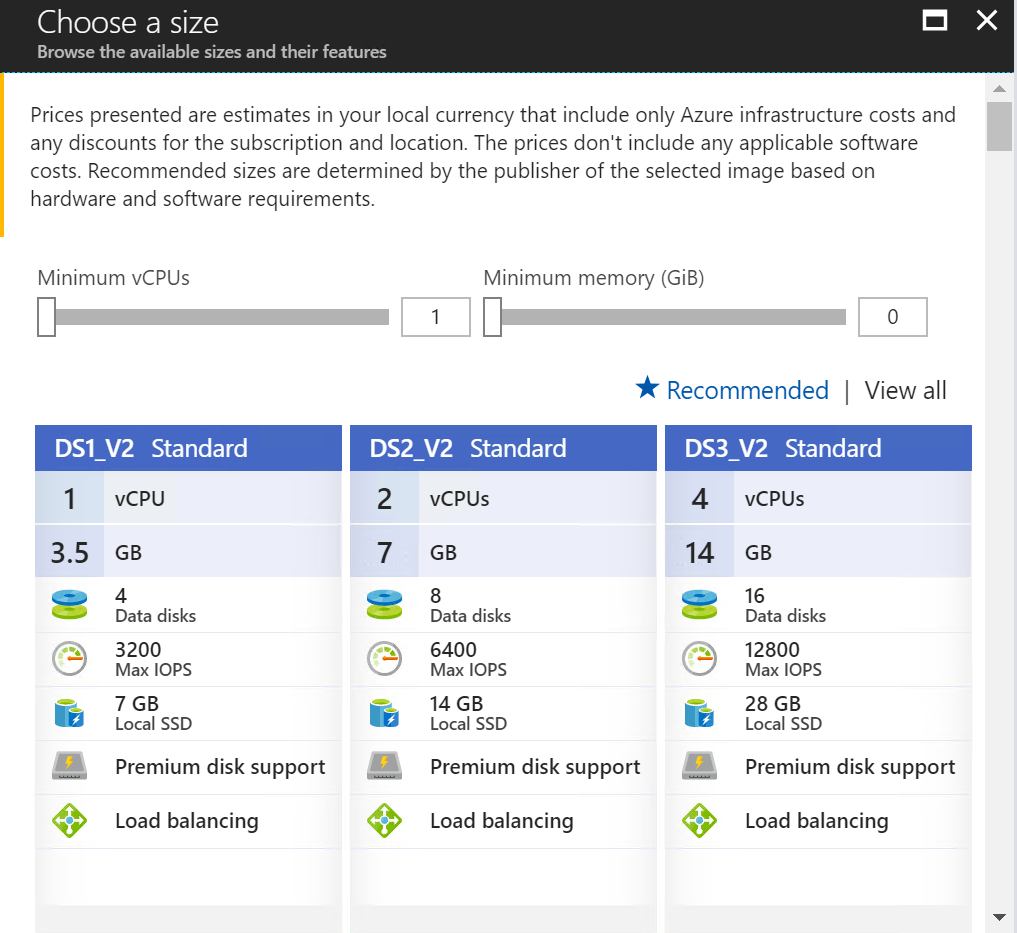 Choose a size
Browse the available sizes and their features
Prices presented are estimates in your local currency that include only Azure infrastructure costs and
any discounts for the subscription and location. The prices don't include any applicable software
costs. Recommended sizes are determined by the publisher of the selected image based on
hardware and software requirements.
Minimum vCPUs
1
Minimum memory (GiB)
0
Recommended | View all
DS1_V2 Standard
1 vCPU
3.5 GB
4
Data disks
3200
Max IOPS
7 GB
Local SSD
Premium disk support
Load balancing
DS2_V2 Standard
2 vCPUs
7 GB
8
Data disks
6400
Max IOPS
14 GB
Local SSD
Premium disk support
Load balancing
DS3_V2 Standard
4 vCPUs
14 GB
16
Data disks
12800
Max IOPS
28 GB
Local SSD
Premium disk support
Load balancing